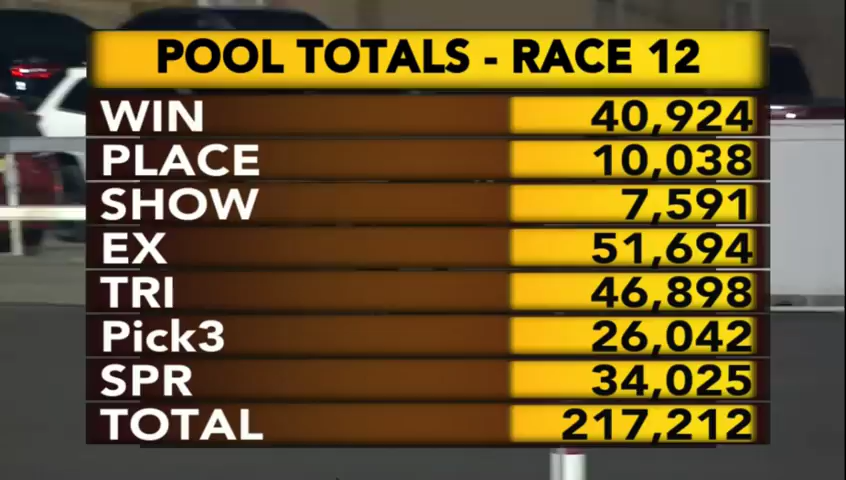 POOL TOTALS - RACE 12
WIN 40,924
PLACE 10,038
SHOW 7,591
EX 51,694
TRI 46,898
Pick3 26,042
SPR 34,025
TOTAL 217,212